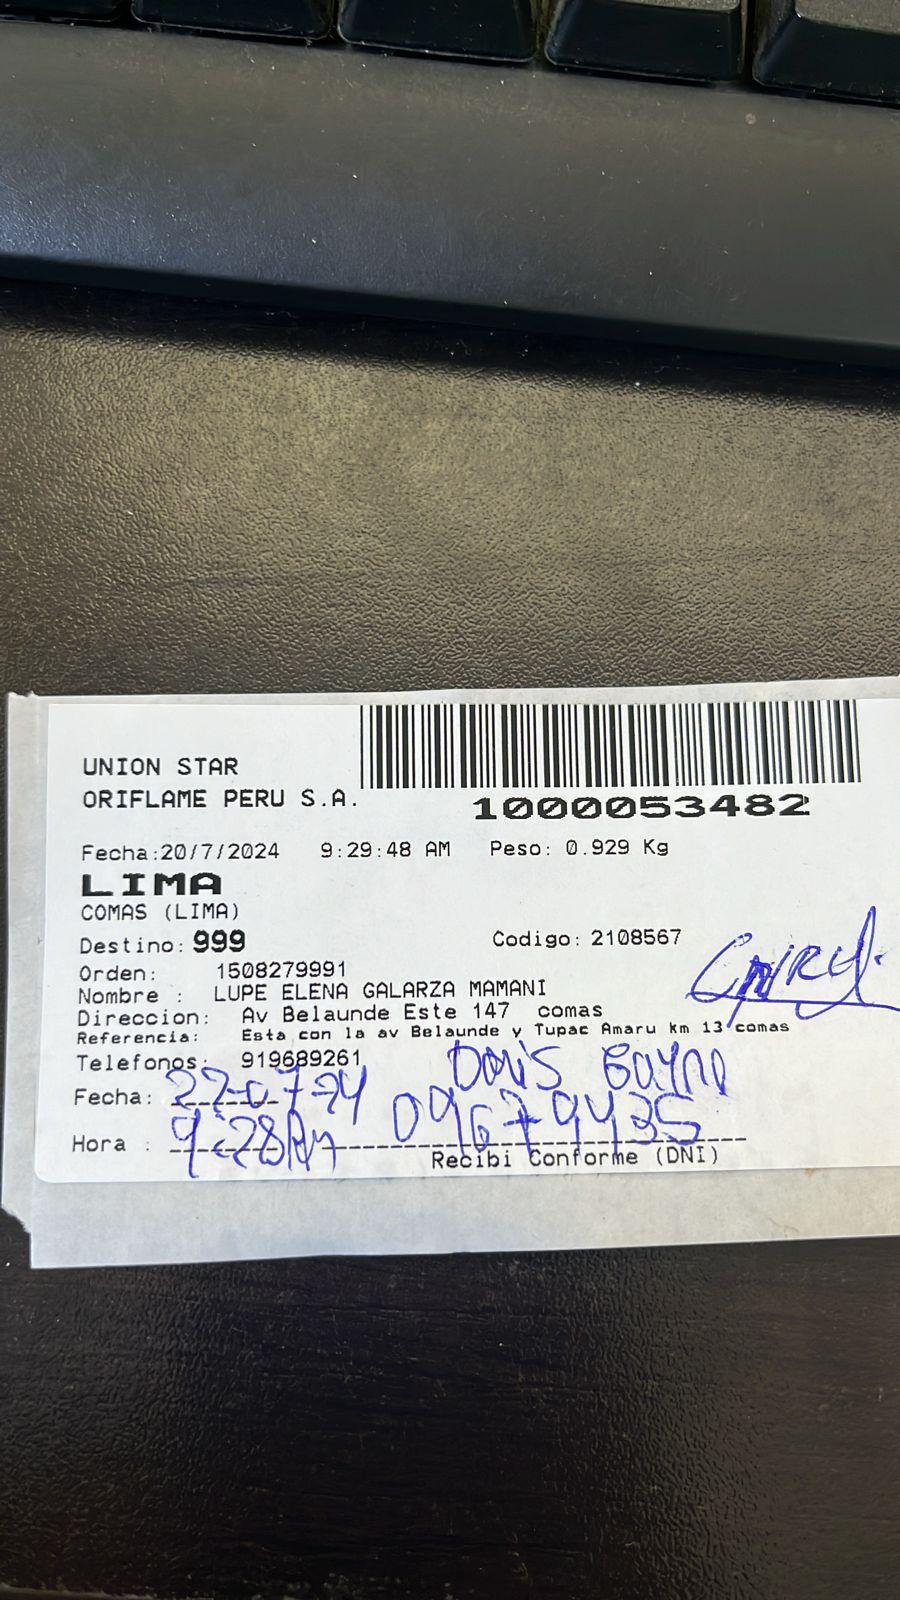 UNION STAR
ORIFLAME PERU S.A.
1000053482
Fecha:20/7/2024 9:29:48 AM Peso: 0.929 Kg
LIMA
COMAS (LIMA)
Destino: 999 Codigo: 2108567
Orden: 1508279991
Nombre : LUPE ELENA GALARZA MAMANI
Direccion: Av Belaunde Este 147 comas
Referencia: Esta con la av Belaunde y Tupac Amaru km 13 comas
Telefonos: 919689261 Doris
Fecha: 22-07-24
Hora : 9:28 09679435
Recibi Conforme (DNI)